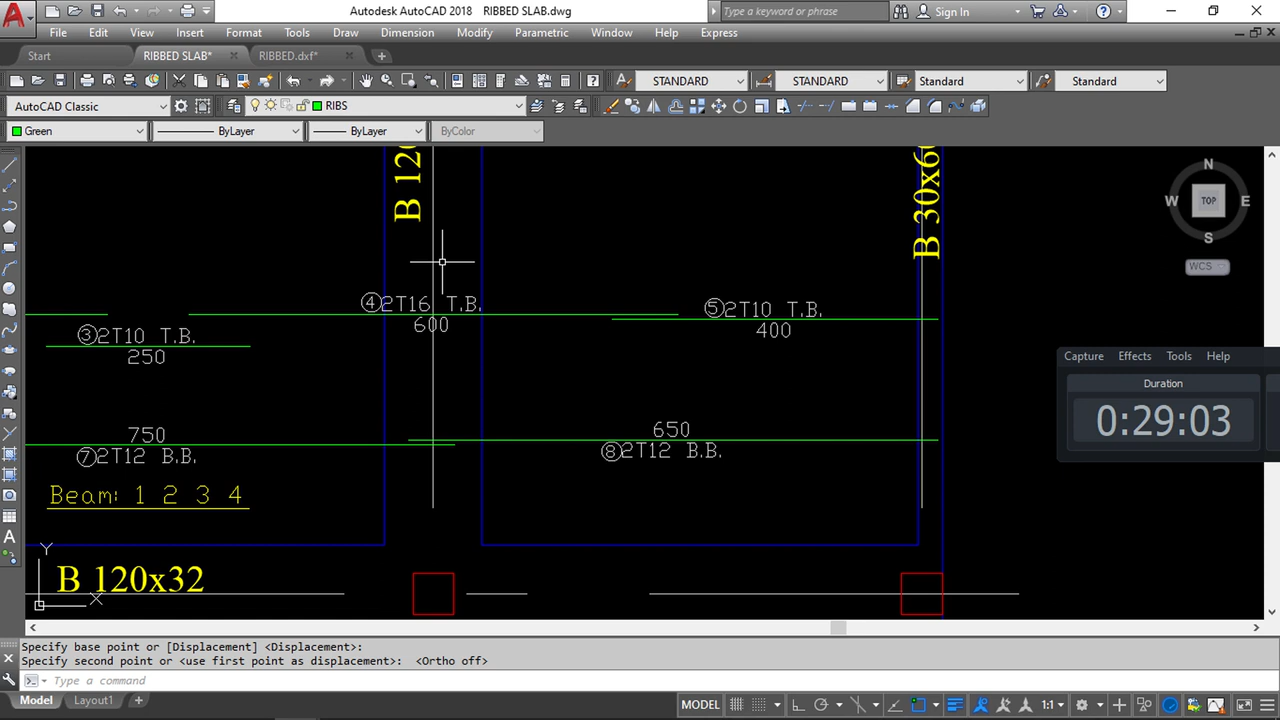 Autodesk AutoCAD 2018 RIBBED SLAB.dwg
Type a keyword or phrase
Sign In
File Edit View Insert Format Tools Draw Dimension Modify Parametric Window Help Express
Start RIBBED SLAB* RIBBED.dxf*
STANDARD STANDARD Standard Standard
AutoCAD Classic RIBS
Green ByLayer ByLayer ByColor
B 120
B 30x60
N
W TOP E
S
WCS
④2T16 T.B.
600
⑤2T10 T.B.
400
③2T10 T.B.
250
Capture Effects Tools Help
Duration
0:29:03
750
⑦2T12 B.B.
650
⑧2T12 B.B.
Beam: 1 2 3 4
Y
B 120x32
X
Specify base point or [Displacement] <Displacement>:
Specify second point or <use first point as displacement>: <Ortho off>
Type a command
Model Layout1
MODEL 1:1